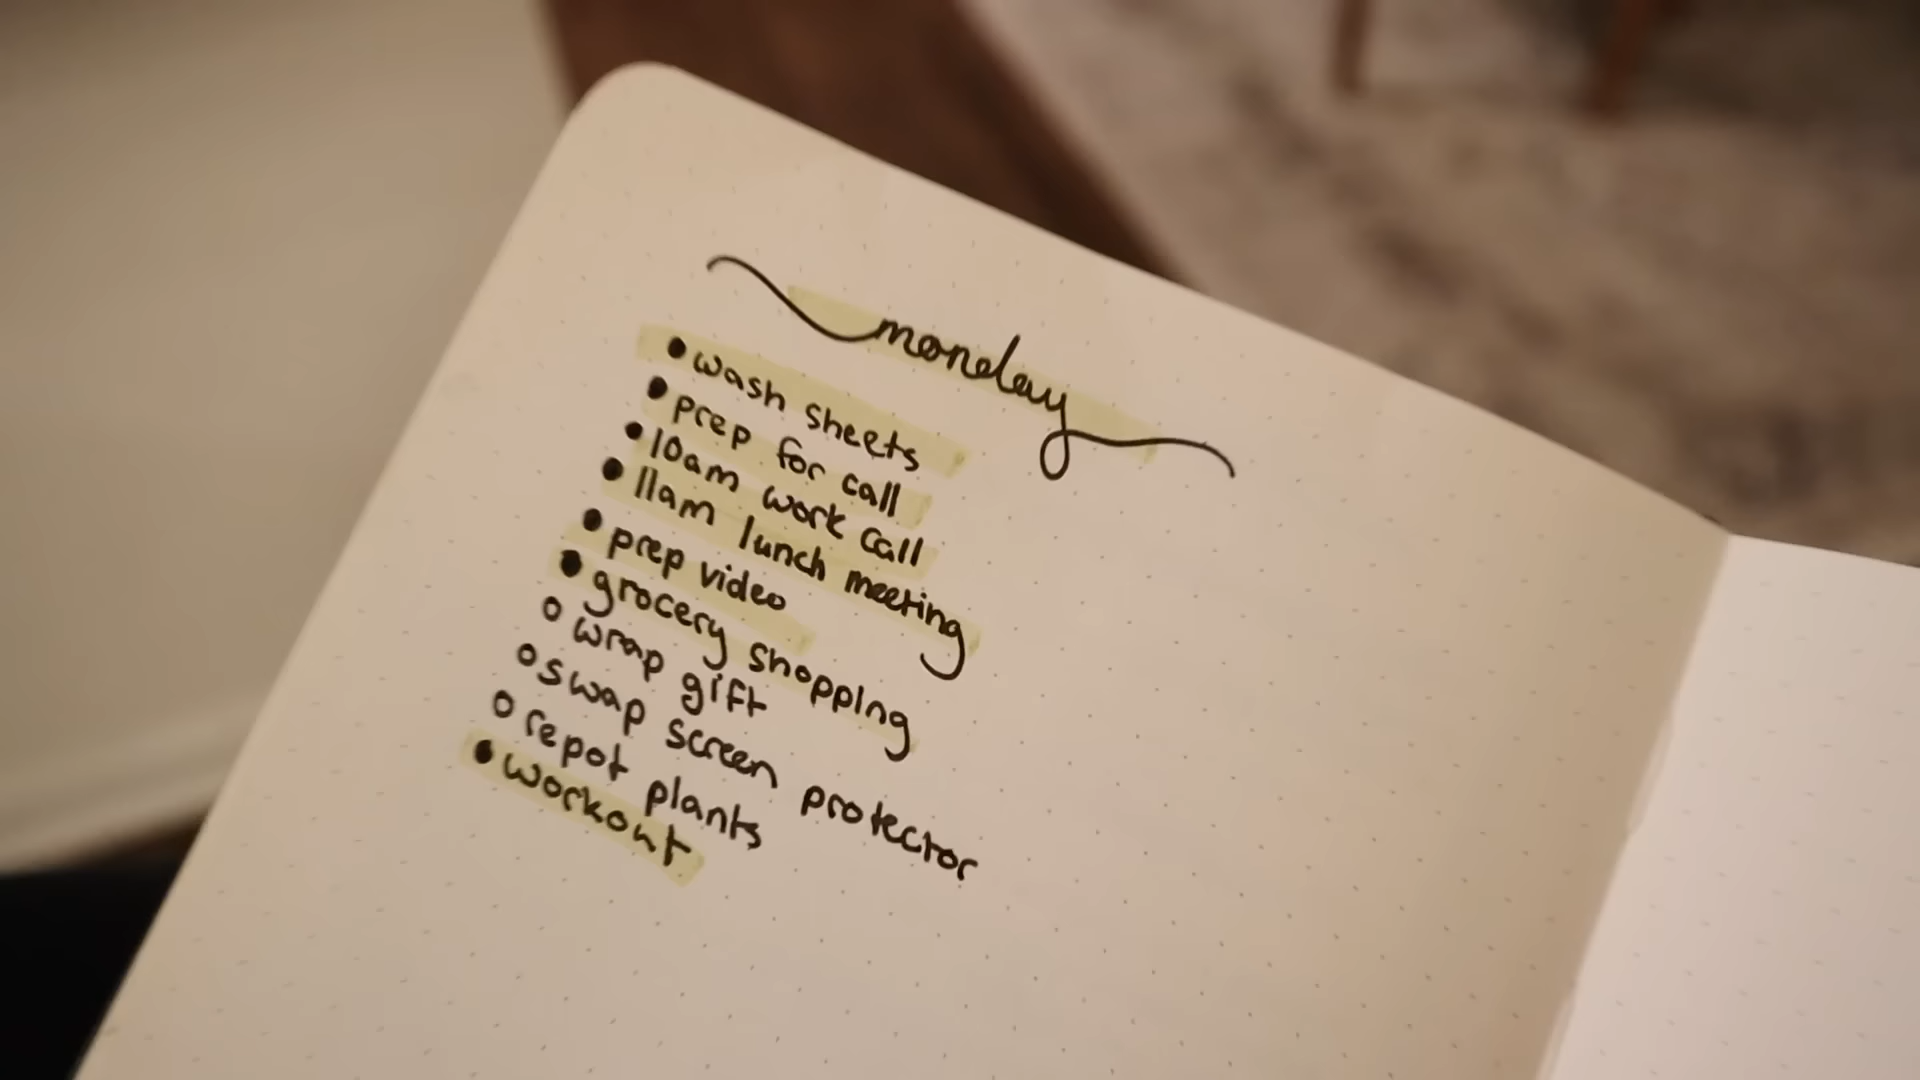 monday
• wash sheets
• prep for call
• 10am work call
• 11am lunch meeting
• prep video
• grocery shopping
o wrap gift
o swap screen protector
o repot plants
• workout